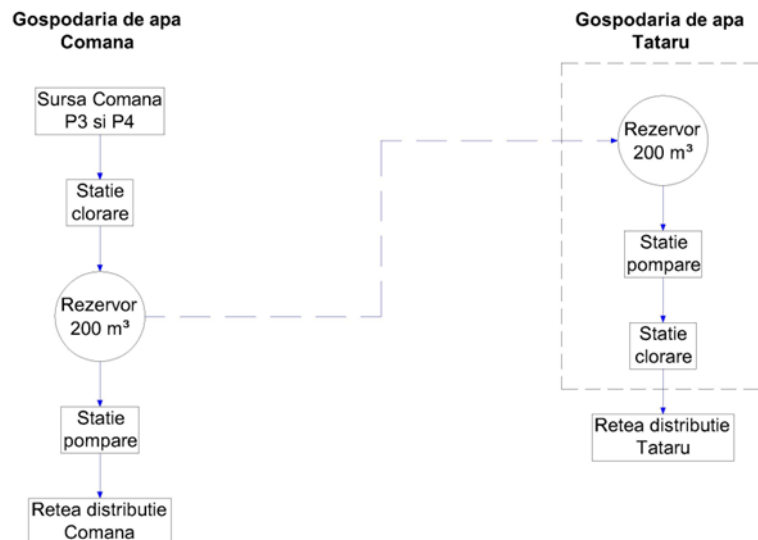 Gospodaria de apa
Comana
Sursa Comana
P3 si P4
Statie
clorare
Rezervor
200 m³
Statie
pompare
Retea distributie
Comana
Gospodaria de apa
Tataru
Rezervor
200 m³
Statie
pompare
Statie
clorare
Retea distributie
Tataru